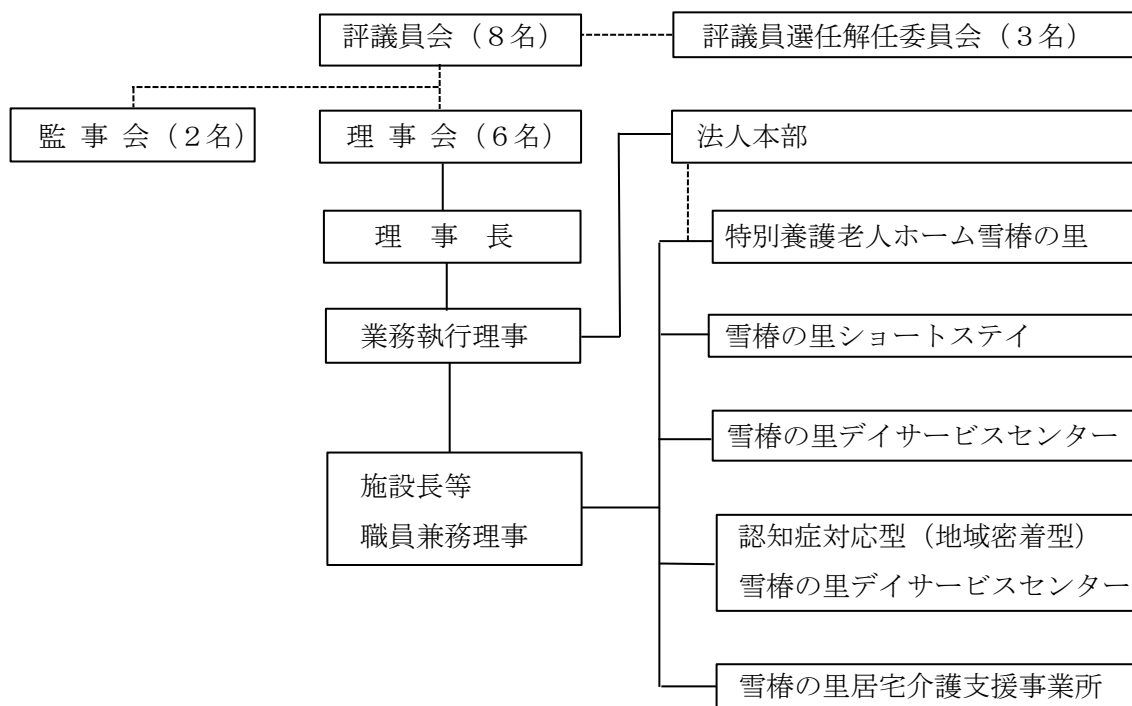 評議員会（８名）
評議員選任解任委員会（３名）
監 事 会（２名）
理 事 会（６名）
法人本部
理　事　長
特別養護老人ホーム雪椿の里
業務執行理事
雪椿の里ショートステイ
雪椿の里デイサービスセンター
施設長等
職員兼務理事
認知症対応型（地域密着型）
雪椿の里デイサービスセンター
雪椿の里居宅介護支援事業所